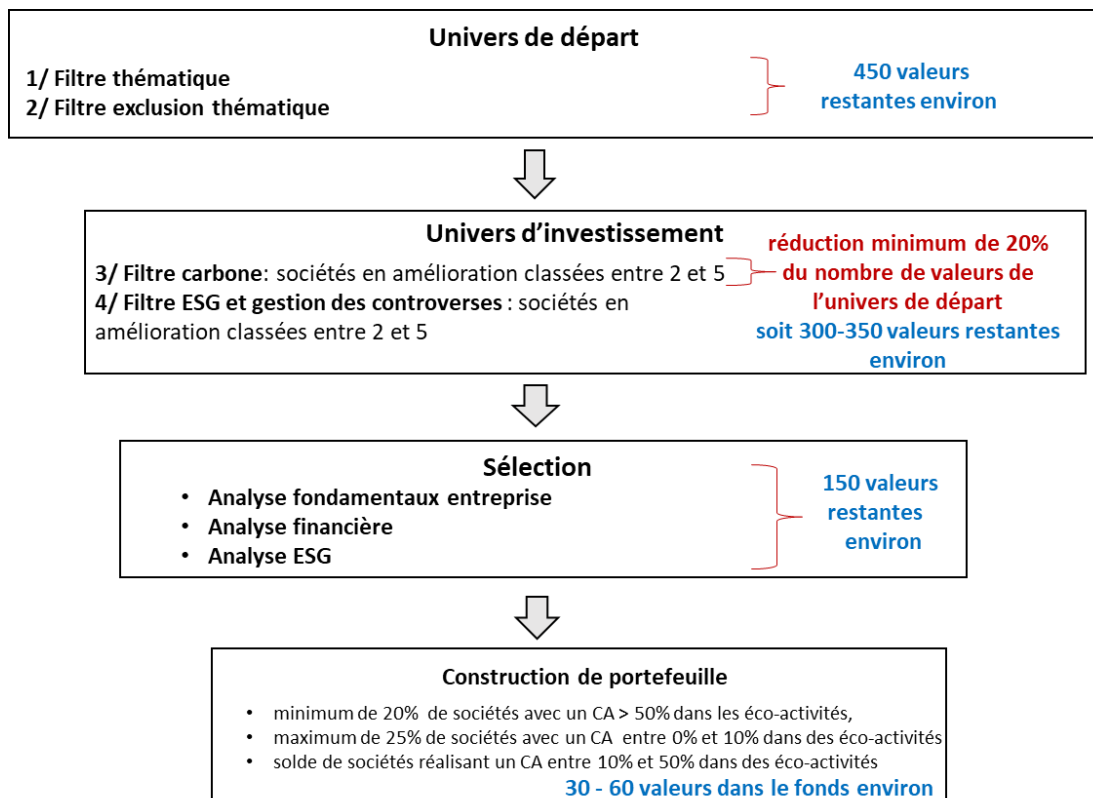 Univers de départ
1/ Filtre thématique
2/ Filtre exclusion thématique
450 valeurs
restantes environ
Univers d'investissement
3/ Filtre carbone: sociétés en amélioration classées entre 2 et 5
4/ Filtre ESG et gestion des controverses : sociétés en
amélioration classées entre 2 et 5
réduction minimum de 20%
du nombre de valeurs de
l'univers de départ
soit 300-350 valeurs restantes
environ
Sélection
• Analyse fondamentaux entreprise
• Analyse financière
• Analyse ESG
150 valeurs
restantes
environ
Construction de portefeuille
• minimum de 20% de sociétés avec un CA > 50% dans les éco-activités,
• maximum de 25% de sociétés avec un CA entre 0% et 10% dans des éco-activités
• solde de sociétés réalisant un CA entre 10% et 50% dans des éco-activités
30 - 60 valeurs dans le fonds environ